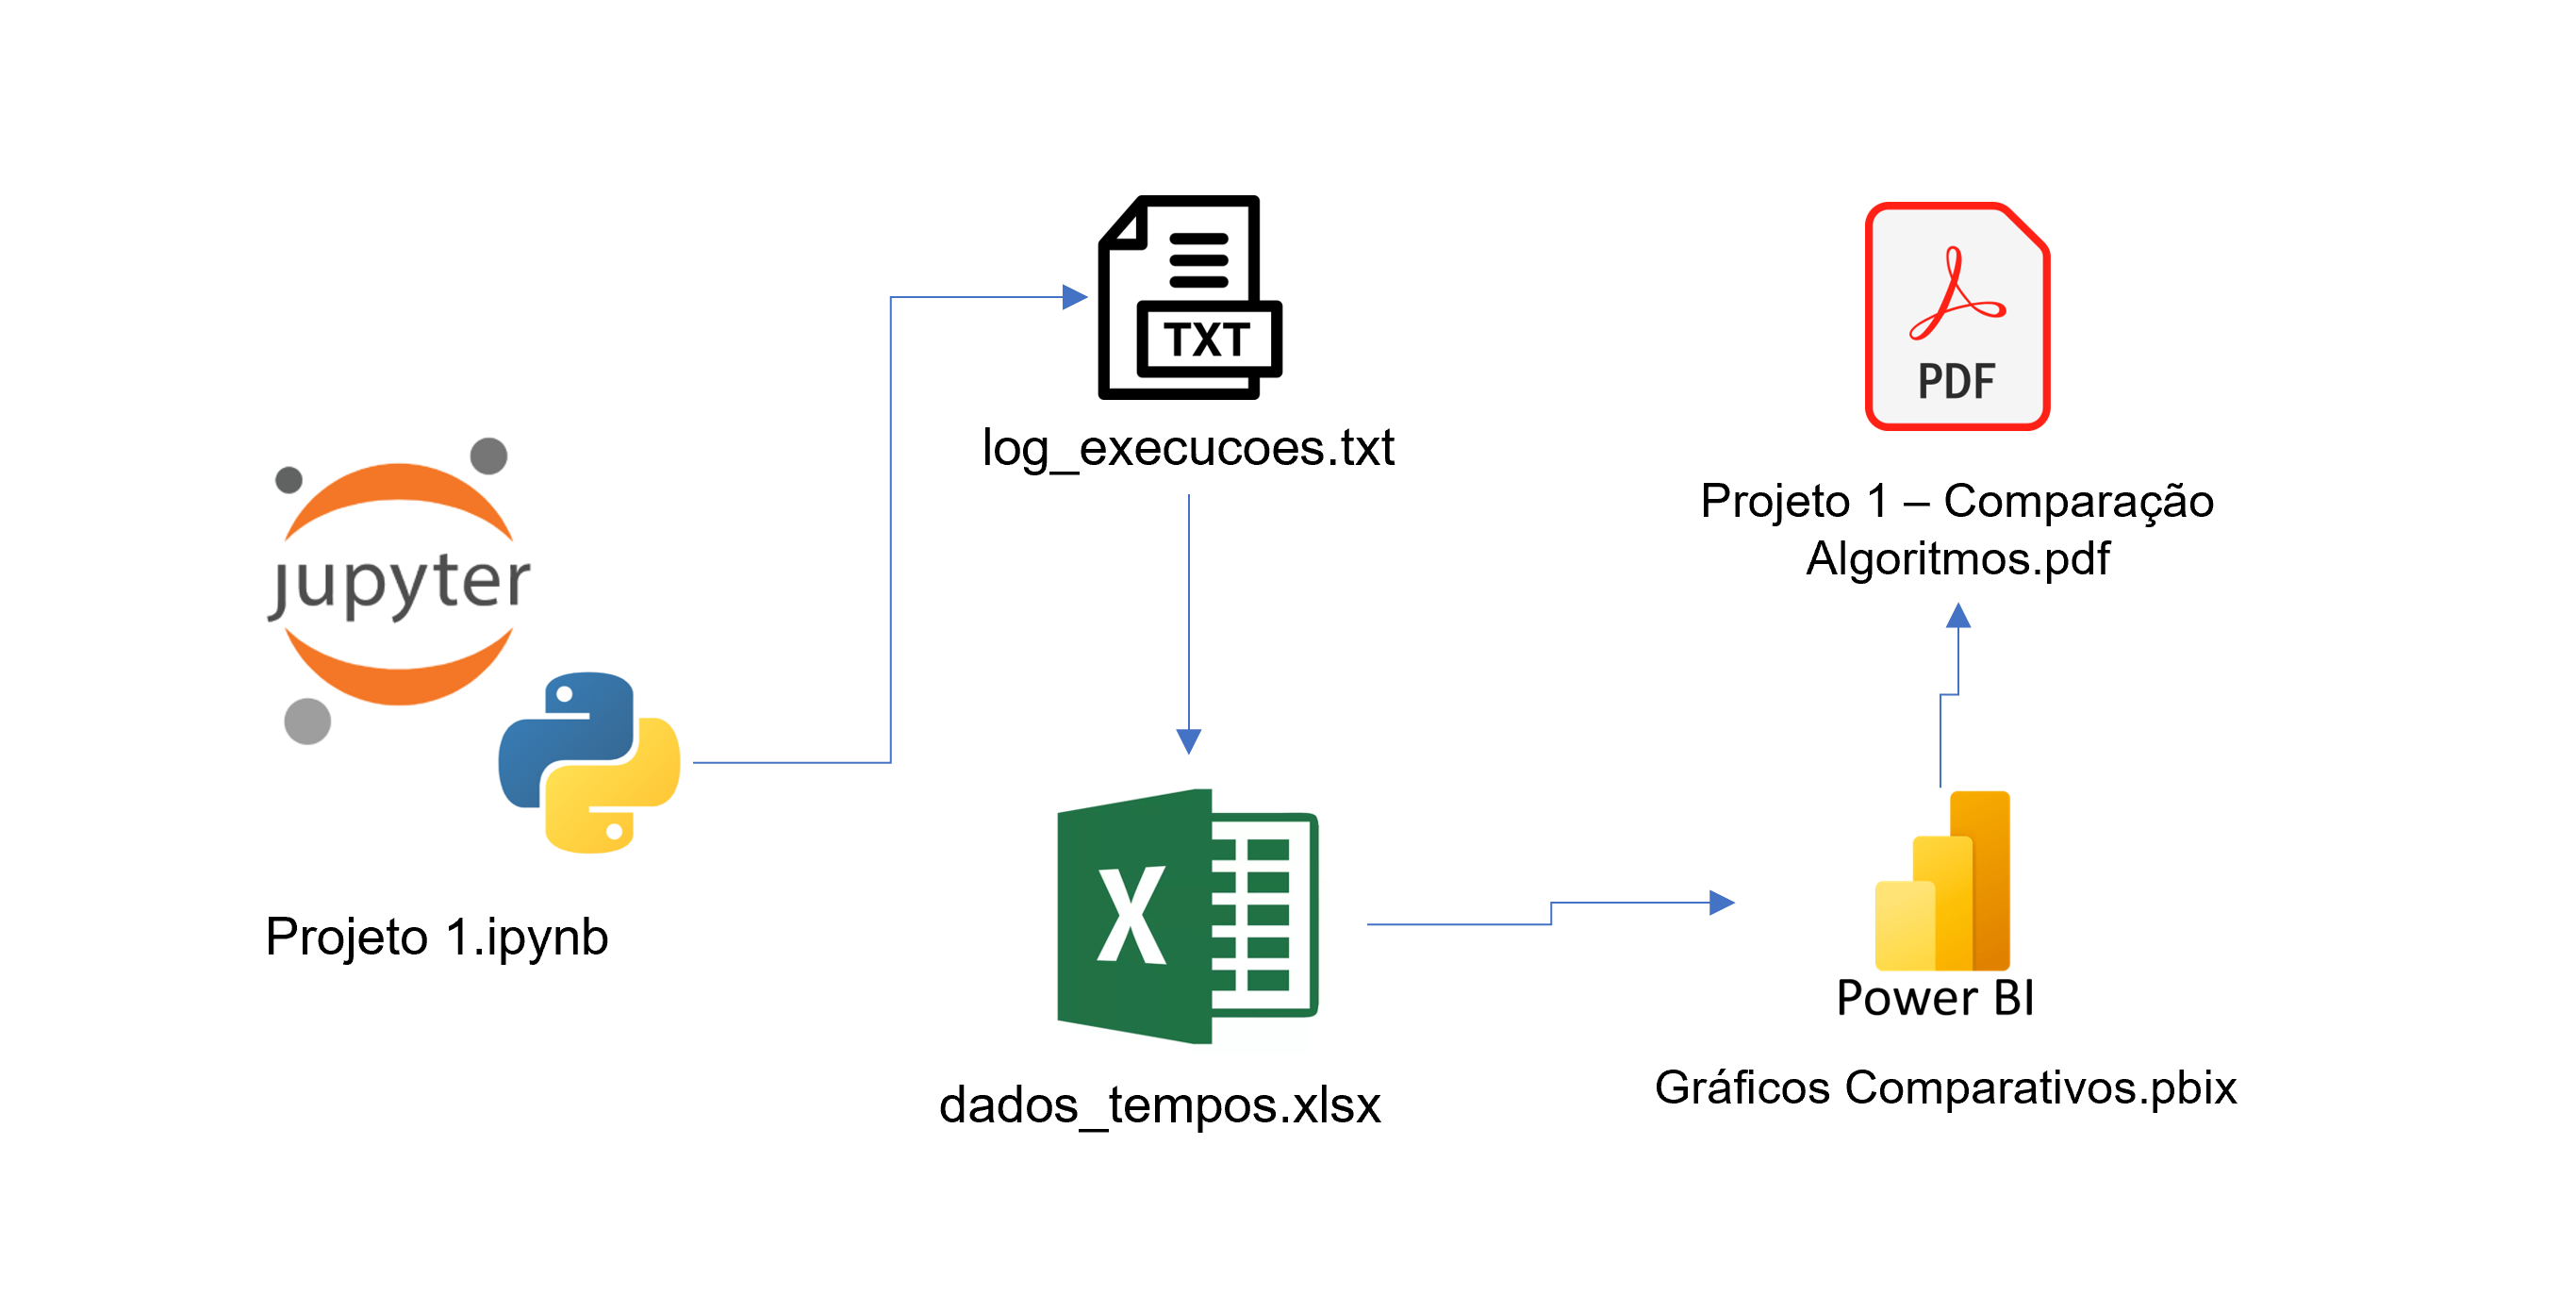 jupyter
Projeto 1.ipynb
TXT
log_execucoes.txt
X
dados_tempos.xlsx
PDF
Projeto 1 – Comparação
Algoritmos.pdf
Power BI
Gráficos Comparativos.pbix